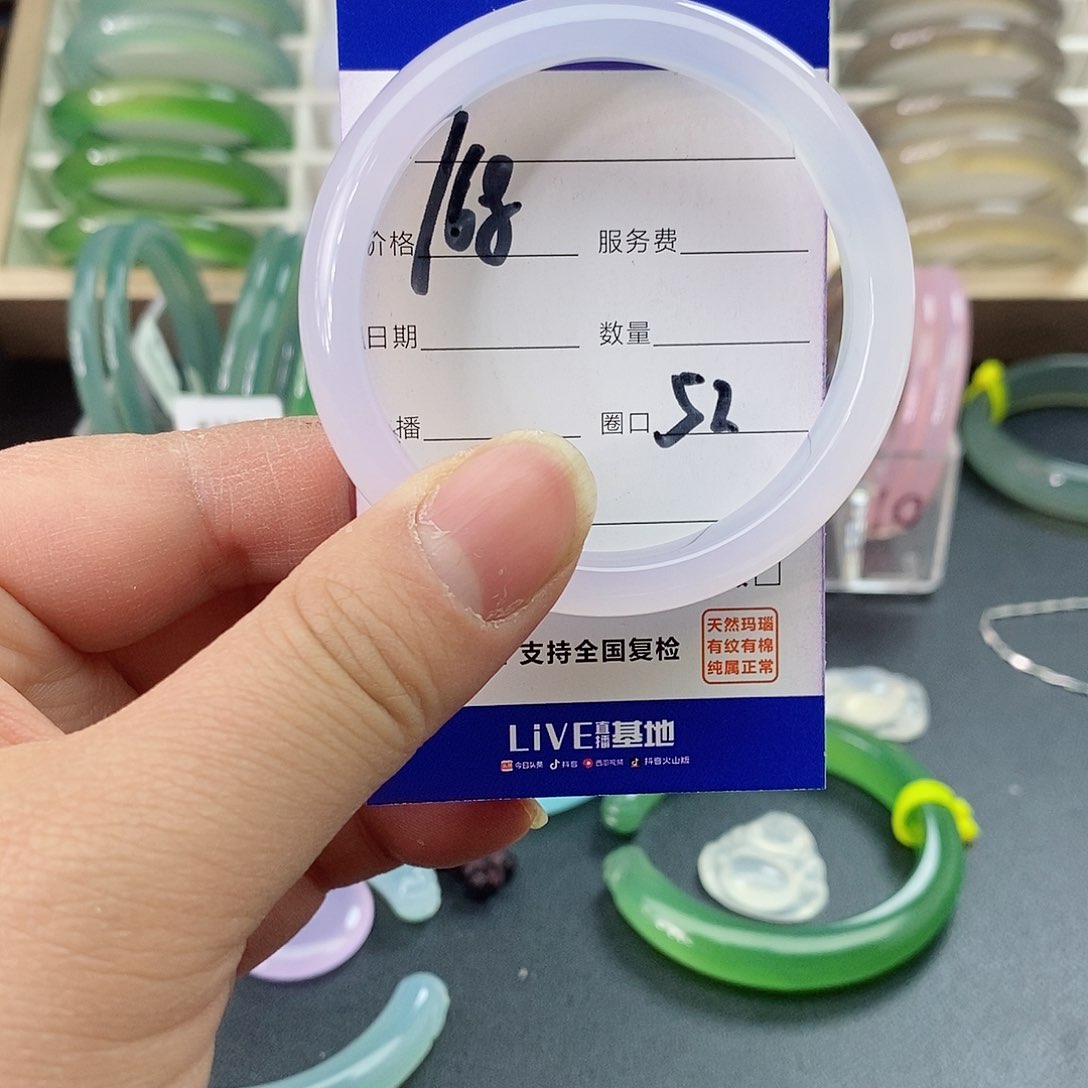 价格 168 服务费
日期 数量
播 圈口 52
支持全国复检
天然玛瑙
有纹有棉
纯属正常
LiVE直播基地
今日头条 抖音 西瓜视频 抖音火山版